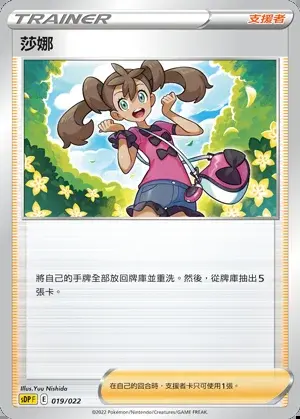 TRAINER
支援者
莎娜
將自己的手牌全部放回牌庫並重洗。然後,從牌庫抽出5
張卡。
Illus.Yuu Nishida
sDP F E 019/022
在自己的回合時,支援者卡只可使用1張。
©2022 Pokémon/Nintendo/Creatures/GAME FREAK.